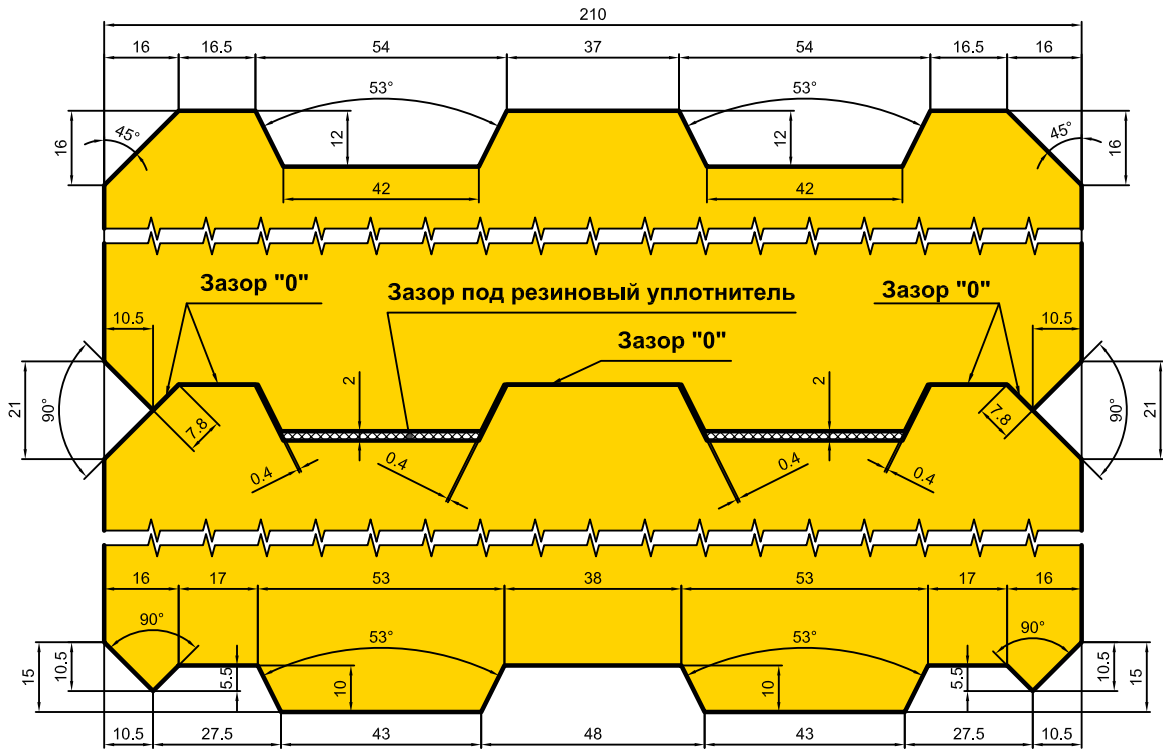 210
16 16.5 54 37 54 16.5 16
53° 53°
45° 12 12 45°
16 16
42 42
Зазор "0" Зазор под резиновый уплотнитель Зазор "0"
10.5 Зазор "0" 10.5
21 90° 2 2 90° 21
7.8 7.8
0.4 0.4 0.4 0.4
16 17 53 38 53 17 16
90° 53° 53° 90°
15 10.5 5.5 10 10 5.5 10.5 15
10.5 27.5 43 48 43 27.5 10.5